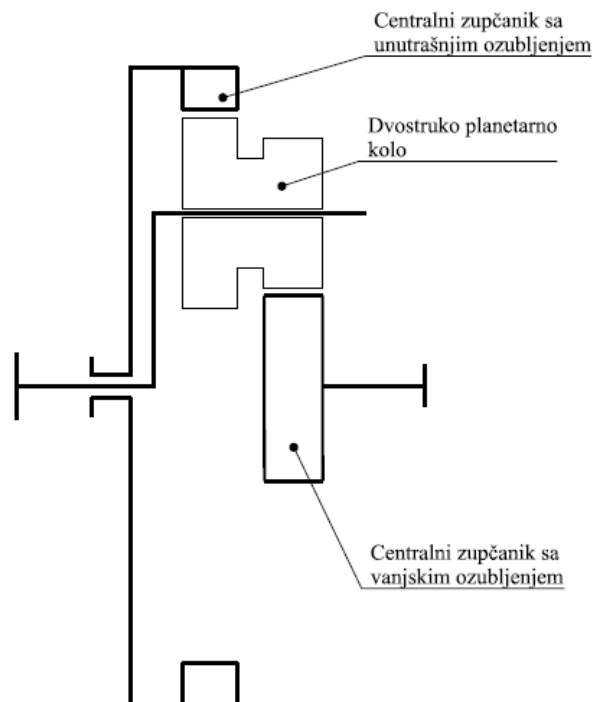 Centralni zupčanik sa
unutrašnjim ozubljenjem
Dvostruko planetarno
kolo
Centralni zupčanik sa
vanjskim ozubljenjem